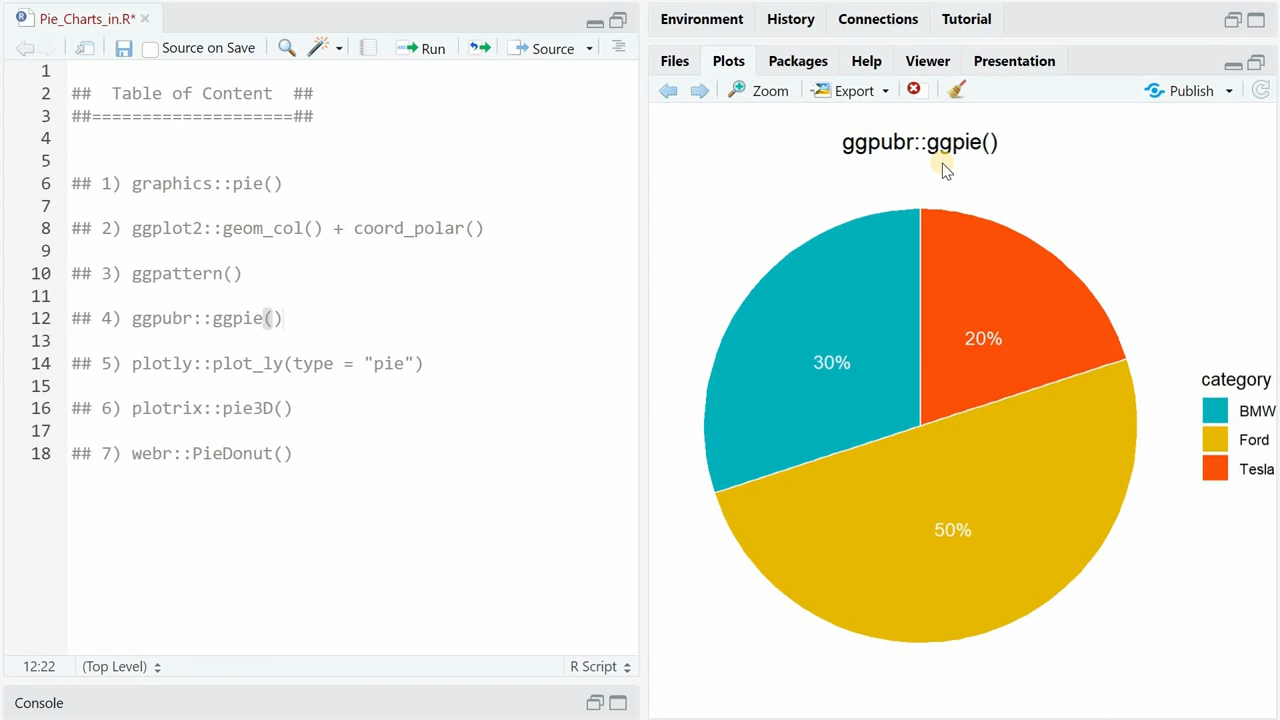 Pie_Charts_in.R*
Source on Save
Run
Source
1
2 ## Table of Content ##
3 ##====================##
4
5
6 ## 1) graphics::pie()
7
8 ## 2) ggplot2::geom_col() + coord_polar()
9
10 ## 3) ggpattern()
11
12 ## 4) ggpubr::ggpie()
13
14 ## 5) plotly::plot_ly(type = "pie")
15
16 ## 6) plotrix::pie3D()
17
18 ## 7) webr::PieDonut()
12:22 (Top Level) R Script
Console
Environment History Connections Tutorial
Files Plots Packages Help Viewer Presentation
Zoom Export Publish
ggpubr::ggpie()
30%
20%
50%
category
BMW
Ford
Tesla